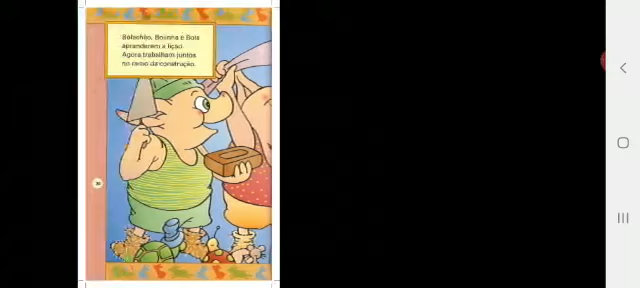 Bolachão, Bolinha e Bola
aprenderam a lição.
Agora trabalham juntos
no ramo da construção.